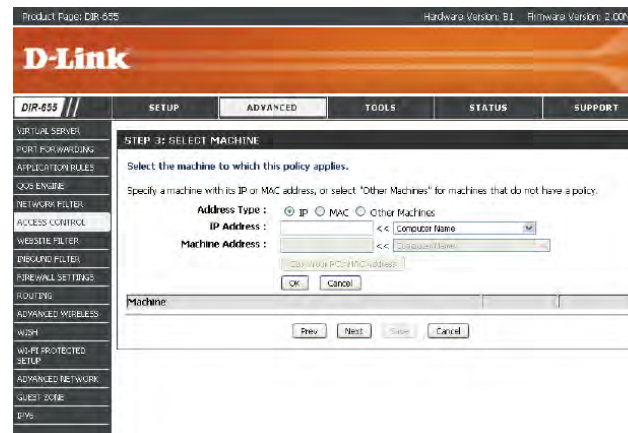 Product Page: DIR-655 Hardware Version: B1 Firmware Version: 2.00N
D-Link
DIR-655 SETUP ADVANCED TOOLS STATUS SUPPORT
VIRTUAL SERVER
PORT FORWARDING
APPLICATION RULES
QOS ENGINE
NETWORK FILTER
ACCESS CONTROL
WEBSITE FILTER
INBOUND FILTER
FIREWALL SETTINGS
ROUTING
ADVANCED WIRELESS
WISH
WI-FI PROTECTED
SETUP
ADVANCED NETWORK
GUEST ZONE
IPV6
STEP 3: SELECT MACHINE
Select the machine to which this policy applies.
Specify a machine with its IP or MAC address, or select "Other Machines" for machines that do not have a policy.
Address Type : IP MAC Other Machines
IP Address : << Computer Name
Machine Address : << Computer Name
Copy Your PC's MAC Address
OK Cancel
Machine
Prev Next Save Cancel